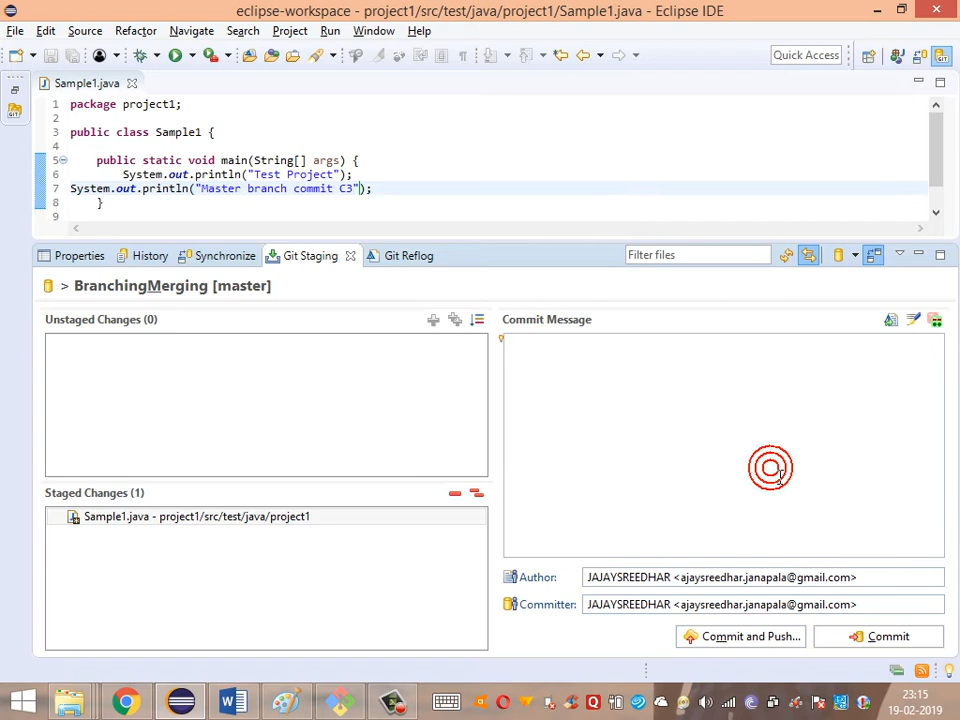 eclipse-workspace - project1/src/test/java/project1/Sample1.java - Eclipse IDE
File Edit Source Refactor Navigate Search Project Run Window Help
Quick Access
Sample1.java
1 package project1;
2
3 public class Sample1 {
4
5 public static void main(String[] args) {
6 System.out.println("Test Project");
7 System.out.println("Master branch commit C3");
8 }
9
Properties History Synchronize Git Staging Git Reflog Filter files
> BranchingMerging [master]
Unstaged Changes (0)
Commit Message
Staged Changes (1)
Sample1.java - project1/src/test/java/project1
Author: JAJAYSREEDHAR <ajaysreedhar.janapala@gmail.com>
Committer: JAJAYSREEDHAR <ajaysreedhar.janapala@gmail.com>
Commit and Push... Commit
23:15
19-02-2019